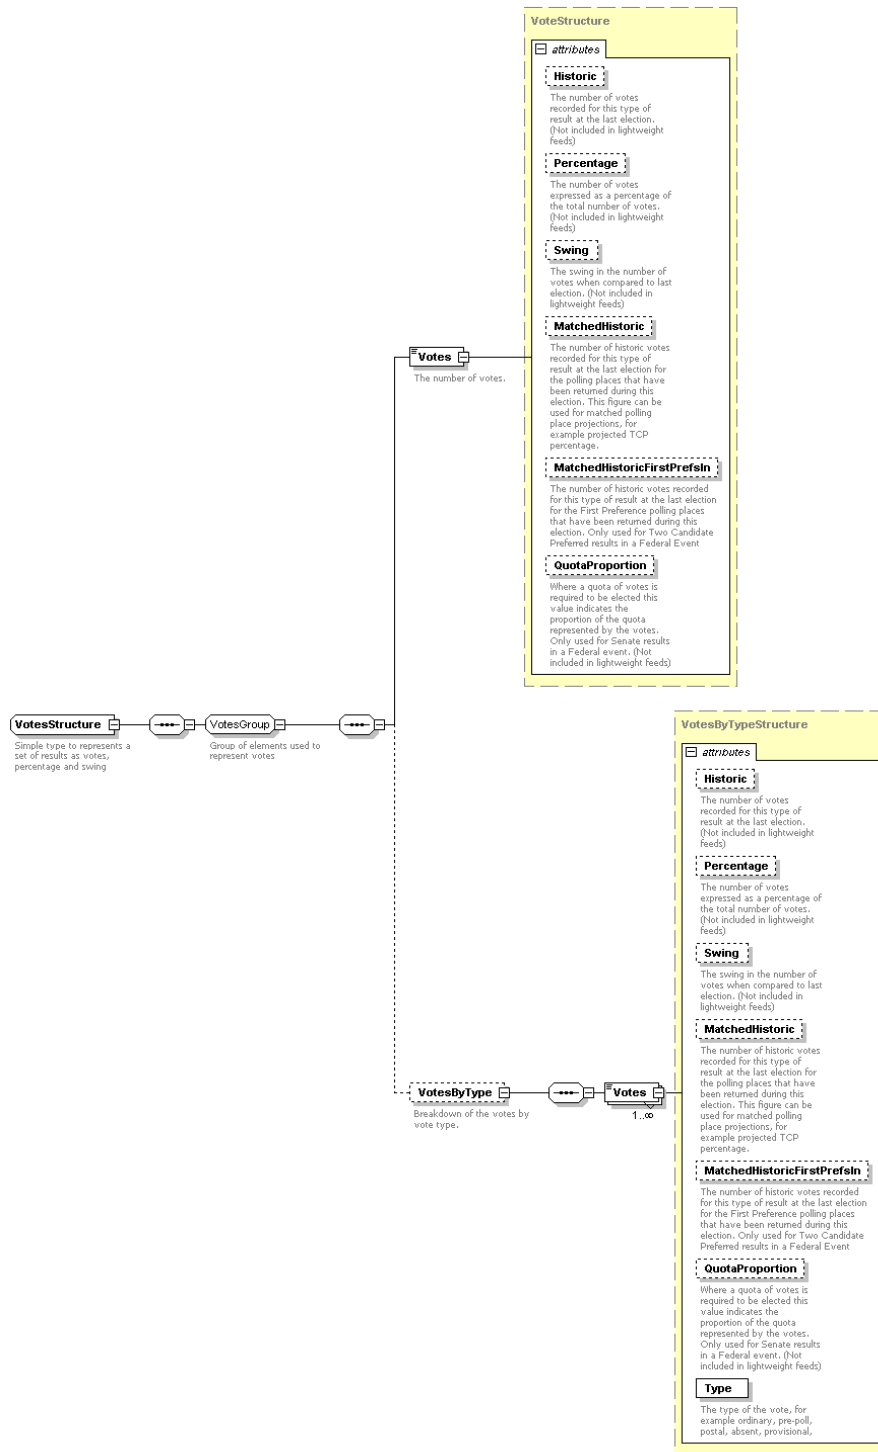 VoteStructure
attributes
Historic
The number of votes
recorded for this type of
result at the last election.
(Not included in lightweight
feeds)
Percentage
The number of votes
expressed as a percentage of
the total number of votes.
(Not included in lightweight
feeds)
Swing
The swing in the number of
votes when compared to last
election. (Not included in
lightweight feeds)
MatchedHistoric
The number of historic votes
recorded for this type of
result at the last election for
the polling places that have
been returned during this
election. This figure can be
used for matched polling
place projections, for
example projected TCP
percentage.
MatchedHistoricFirstPrefsIn
The number of historic votes recorded
for this type of result at the last election
for the First Preference polling places
that have been returned during this
election. Only used for Two Candidate
Preferred results in a Federal Event
QuotaProportion
Where a quota of votes is
required to be elected this
value indicates the
proportion of the quota
represented by the votes.
Only used for Senate results
in a Federal event. (Not
included in lightweight feeds)
Votes
The number of votes.
VotesStructure
Simple type to represents a
set of results as votes,
percentage and swing
VotesGroup
Group of elements used to
represent votes
VotesByType
Breakdown of the votes by
vote type.
Votes
1..∞
VotesByTypeStructure
attributes
Historic
The number of votes
recorded for this type of
result at the last election.
(Not included in lightweight
feeds)
Percentage
The number of votes
expressed as a percentage of
the total number of votes.
(Not included in lightweight
feeds)
Swing
The swing in the number of
votes when compared to last
election. (Not included in
lightweight feeds)
MatchedHistoric
The number of historic votes
recorded for this type of
result at the last election for
the polling places that have
been returned during this
election. This figure can be
used for matched polling
place projections, for
example projected TCP
percentage.
MatchedHistoricFirstPrefsIn
The number of historic votes recorded
for this type of result at the last election
for the First Preference polling places
that have been returned during this
election. Only used for Two Candidate
Preferred results in a Federal Event
QuotaProportion
Where a quota of votes is
required to be elected this
value indicates the
proportion of the quota
represented by the votes.
Only used for Senate results
in a Federal event. (Not
included in lightweight feeds)
Type
The type of the vote, for
example ordinary, pre-poll,
postal, absent, provisional,